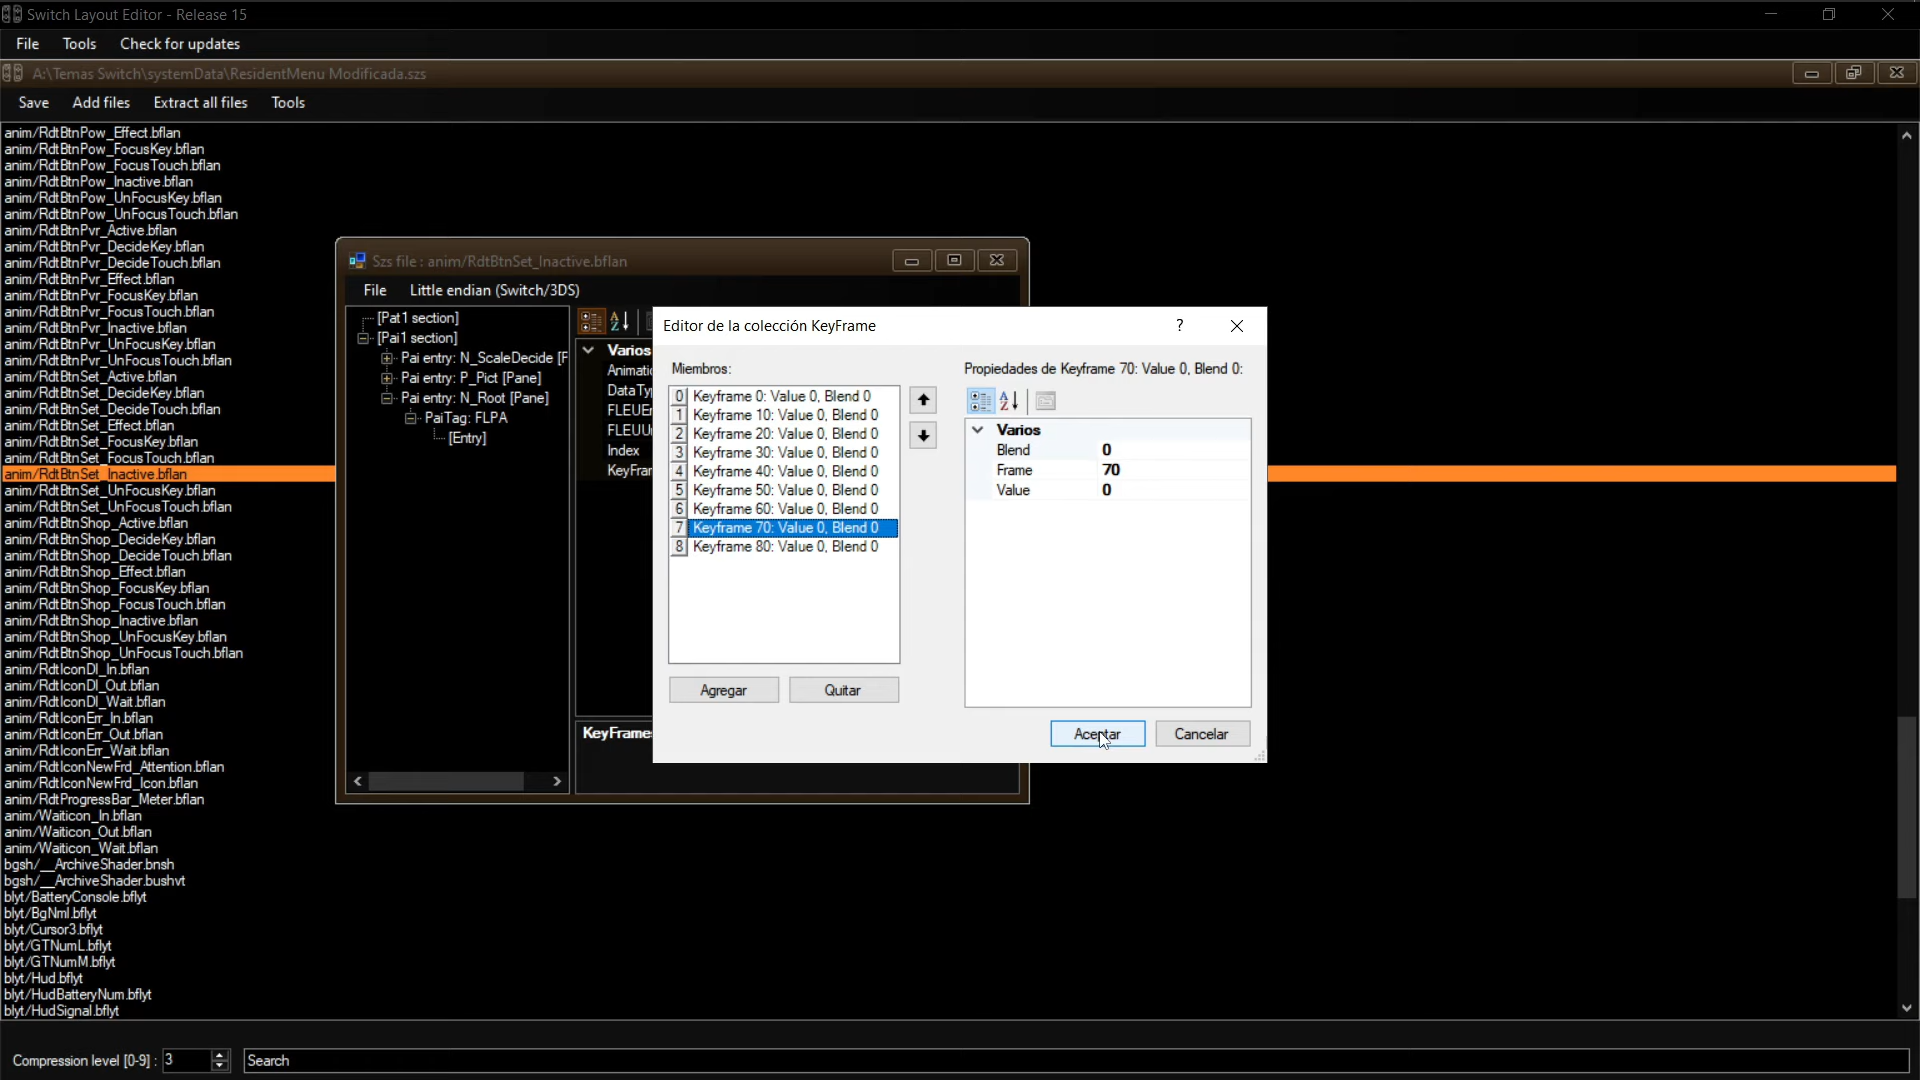 Switch Layout Editor - Release 15
File Tools Check for updates
A:\Temas Switch\systemData\ResidentMenu Modificada.szs
Save Add files Extract all files Tools
anim/RdtBtnPow_Effect.bflan
anim/RdtBtnPow_FocusKey.bflan
anim/RdtBtnPow_FocusTouch.bflan
anim/RdtBtnPow_Inactive.bflan
anim/RdtBtnPow_UnFocusKey.bflan
anim/RdtBtnPow_UnFocusTouch.bflan
anim/RdtBtnPvr_Active.bflan
anim/RdtBtnPvr_DecideKey.bflan
anim/RdtBtnPvr_DecideTouch.bflan
anim/RdtBtnPvr_Effect.bflan
anim/RdtBtnPvr_FocusKey.bflan
anim/RdtBtnPvr_FocusTouch.bflan
anim/RdtBtnPvr_Inactive.bflan
anim/RdtBtnPvr_UnFocusKey.bflan
anim/RdtBtnPvr_UnFocusTouch.bflan
anim/RdtBtnSet_Active.bflan
anim/RdtBtnSet_DecideKey.bflan
anim/RdtBtnSet_DecideTouch.bflan
anim/RdtBtnSet_Effect.bflan
anim/RdtBtnSet_FocusKey.bflan
anim/RdtBtnSet_FocusTouch.bflan
anim/RdtBtnSet_Inactive.bflan
anim/RdtBtnSet_UnFocusKey.bflan
anim/RdtBtnSet_UnFocusTouch.bflan
anim/RdtBtnShop_Active.bflan
anim/RdtBtnShop_DecideKey.bflan
anim/RdtBtnShop_DecideTouch.bflan
anim/RdtBtnShop_Effect.bflan
anim/RdtBtnShop_FocusKey.bflan
anim/RdtBtnShop_FocusTouch.bflan
anim/RdtBtnShop_Inactive.bflan
anim/RdtBtnShop_UnFocusKey.bflan
anim/RdtBtnShop_UnFocusTouch.bflan
anim/RdtIconDl_In.bflan
anim/RdtIconDl_Out.bflan
anim/RdtIconDl_Wait.bflan
anim/RdtIconErr_In.bflan
anim/RdtIconErr_Out.bflan
anim/RdtIconErr_Wait.bflan
anim/RdtIconNewFrd_Attention.bflan
anim/RdtIconNewFrd_Icon.bflan
anim/RdtProgressBar_Meter.bflan
anim/Waiticon_In.bflan
anim/Waiticon_Out.bflan
anim/Waiticon_Wait.bflan
bgsh/__ArchiveShader.bnsh
bgsh/__ArchiveShader.bushvt
blyt/BatteryConsole.bflyt
blyt/BgNml.bflyt
blyt/Cursor3.bflyt
blyt/GTNumL.bflyt
blyt/GTNumM.bflyt
blyt/Hud.bflyt
blyt/HudBatteryNum.bflyt
blyt/HudSignal.bflyt
Szs file : anim/RdtBtnSet_Inactive.bflan
File Little endian (Switch/3DS)
[Pat1 section]
[Pai1 section]
Pai entry: N_ScaleDecide [P
Pai entry: P_Pict [Pane]
Pai entry: N_Root [Pane]
PaiTag: FLPA
[Entry]
Varios
Animati
DataTy
FLEUEn
FLEUUn
Index
KeyFran
KeyFrame
Editor de la colección KeyFrame ?
Miembros:
0 Keyframe 0: Value 0, Blend 0
1 Keyframe 10: Value 0, Blend 0
2 Keyframe 20: Value 0, Blend 0
3 Keyframe 30: Value 0, Blend 0
4 Keyframe 40: Value 0, Blend 0
5 Keyframe 50: Value 0, Blend 0
6 Keyframe 60: Value 0, Blend 0
7 Keyframe 70: Value 0, Blend 0
8 Keyframe 80: Value 0, Blend 0
Agregar Quitar
Propiedades de Keyframe 70: Value 0, Blend 0:
Varios
Blend 0
Frame 70
Value 0
Aceptar Cancelar
Compression level [0-9] : 3 Search